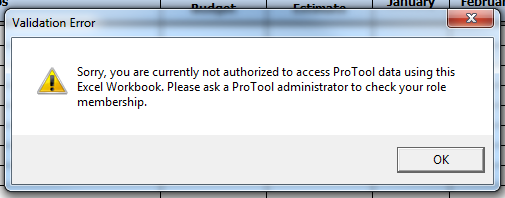 January Februar
Budget Estimate
Validation Error
Sorry, you are currently not authorized to access ProTool data using this
Excel Workbook. Please ask a ProTool administrator to check your role
membership.
OK